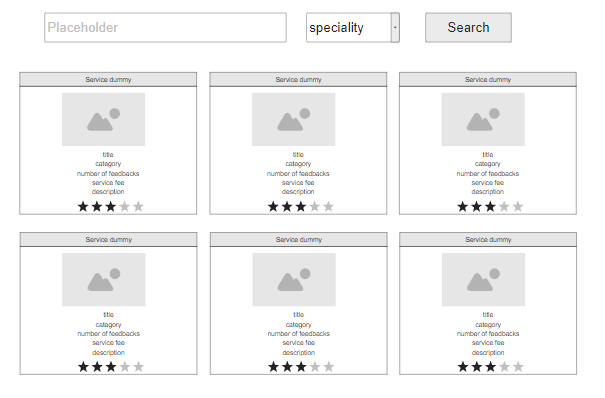 Placeholder speciality Search
Service dummy Service dummy Service dummy
title title title
category category category
number of feedbacks number of feedbacks number of feedbacks
service fee service fee service fee
description description description
Service dummy Service dummy Service dummy
title title title
category category category
number of feedbacks number of feedbacks number of feedbacks
service fee service fee service fee
description description description